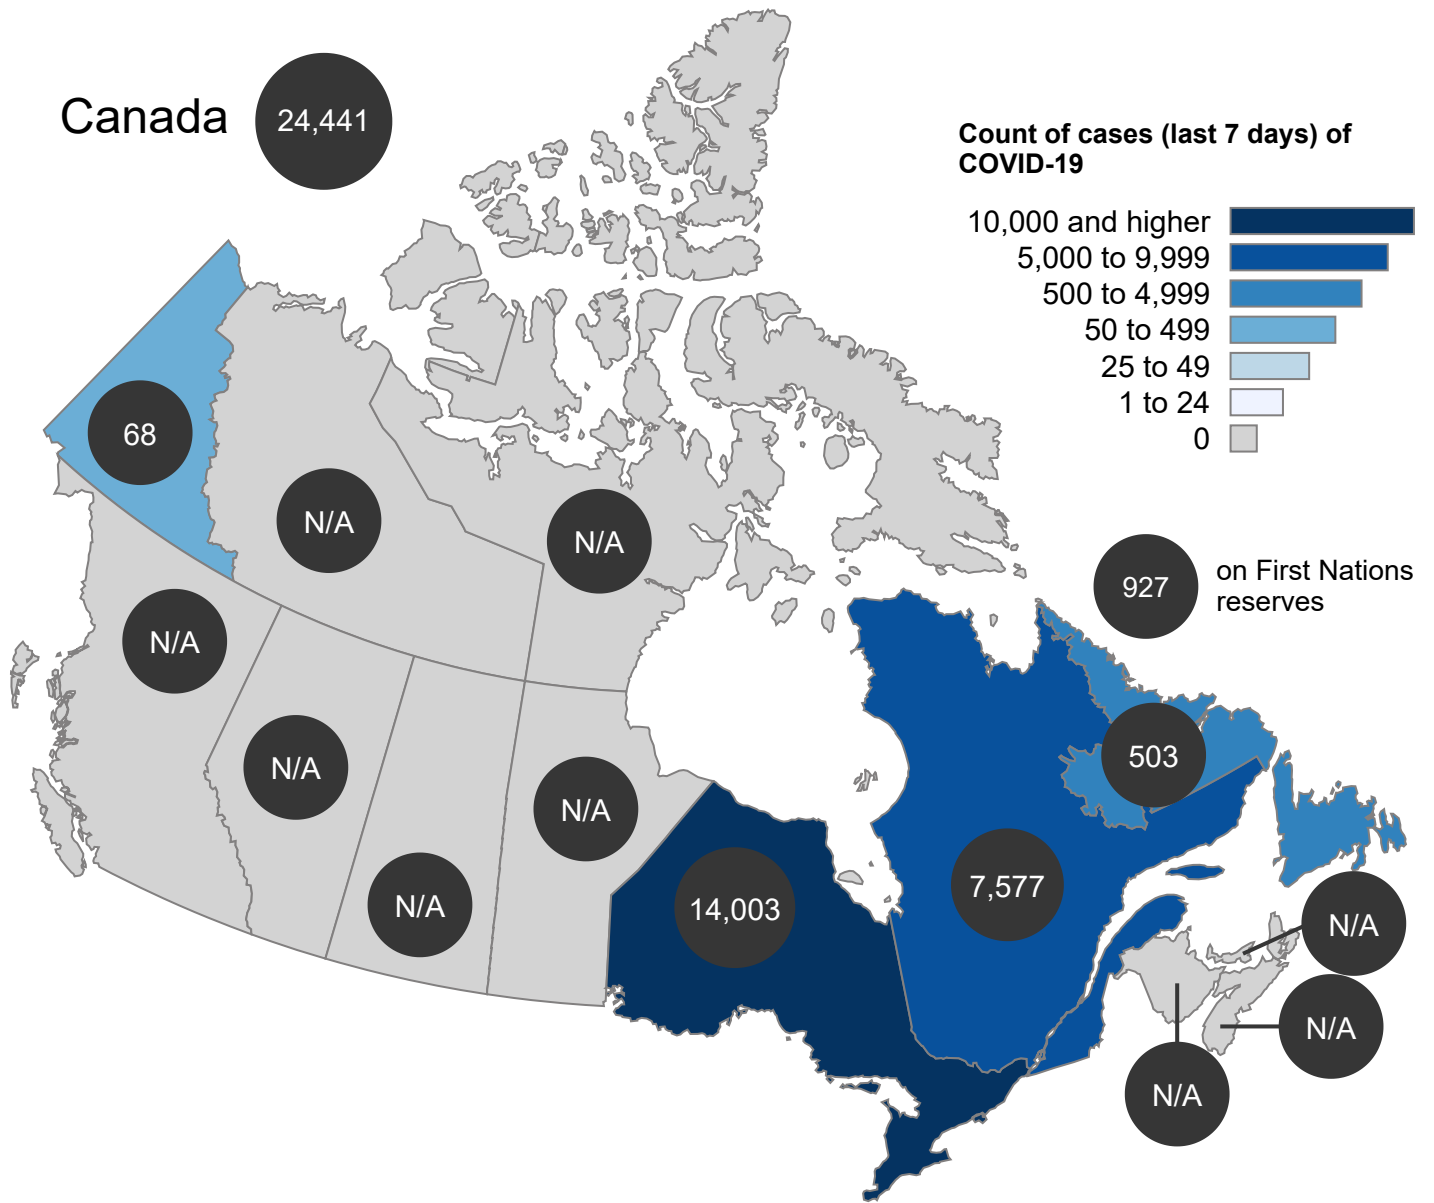 Canada
24,441
Count of cases (last 7 days) of
COVID-19
10,000 and higher
5,000 to 9,999
500 to 4,999
50 to 499
25 to 49
1 to 24
0
68
N/A
N/A
927
on First Nations
reserves
N/A
N/A
N/A
N/A
503
14,003
7,577
N/A
N/A
N/A